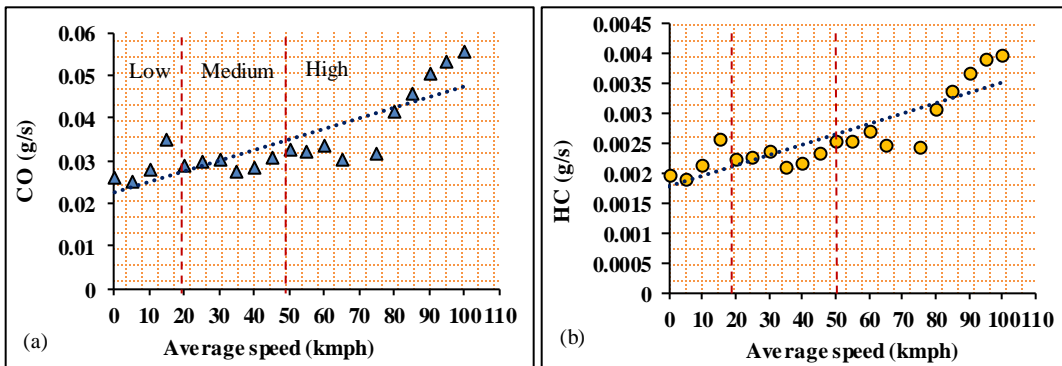 0.06
0.05
0.04
0.03
0.02
0.01
0
CO (g/s)
Low
Medium
High
0 10 20 30 40 50 60 70 80 90 100 110
(a)
Average speed (kmph)
0.0045
0.004
0.0035
0.003
0.0025
0.002
0.0015
0.001
0.0005
0
HC (g/s)
0 10 20 30 40 50 60 70 80 90 100 110
(b)
Average speed (kmph)